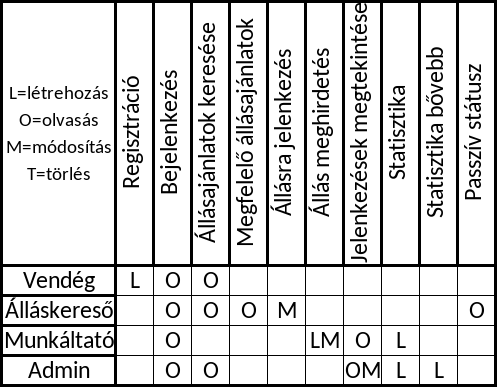 L=létrehozás
O=olvasás
M=módosítás
T=törlés
Regisztráció
Bejelenkezés
Állásajánlatok keresése
Megfelelő állásajánlatok
Állásra jelenkezés
Állás meghirdetés
Jelenkezések megtekintése
Statisztika
Statisztika bővebb
Passzív státusz
Vendég L O O
Álláskereső O O O M O
Munkáltató O LM O L
Admin O O OM L L